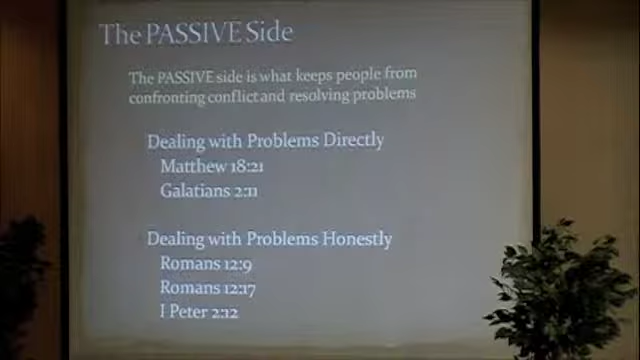 The PASSIVE Side
The PASSIVE side is what keeps people from
confronting conflict and resolving problems
Dealing with Problems Directly
Matthew 18:21
Galatians 2:11
Dealing with Problems Honestly
Romans 12:9
Romans 12:17
I Peter 2:12